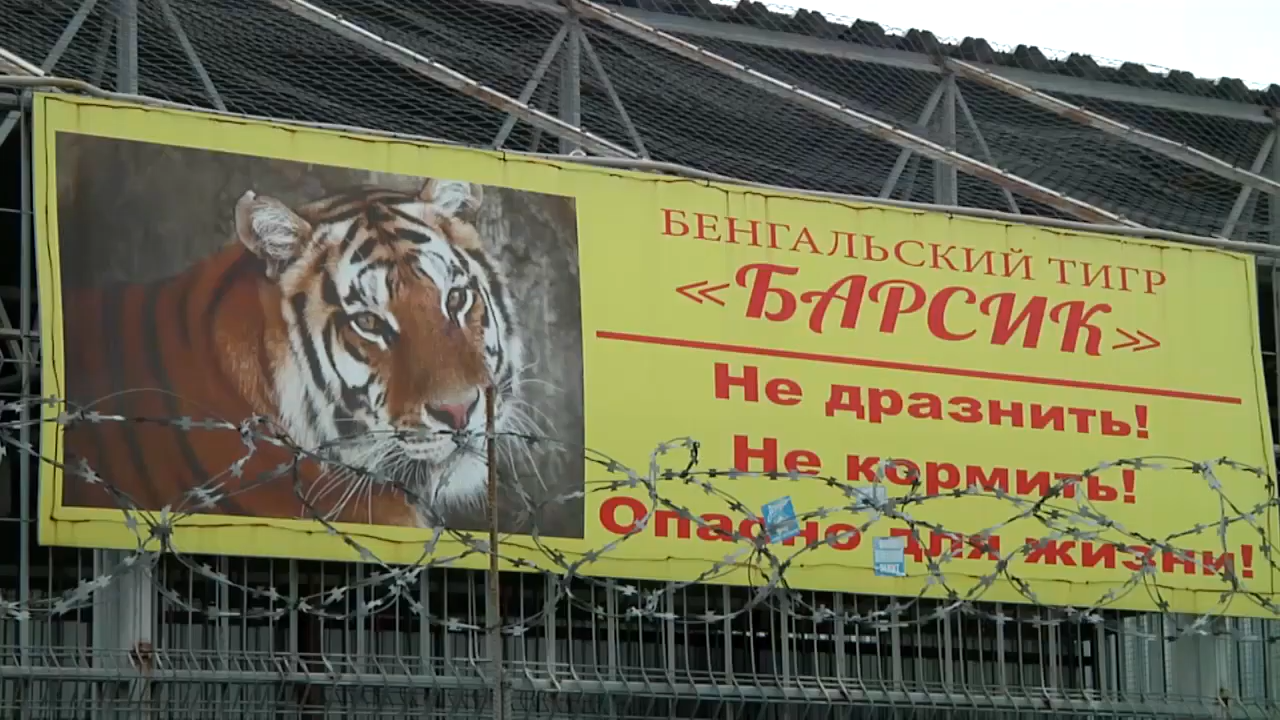 БЕНГАЛЬСКИЙ ТИГР
«БАРСИК»
Не дразнить!
Не кормить!
Опасно для жизни!